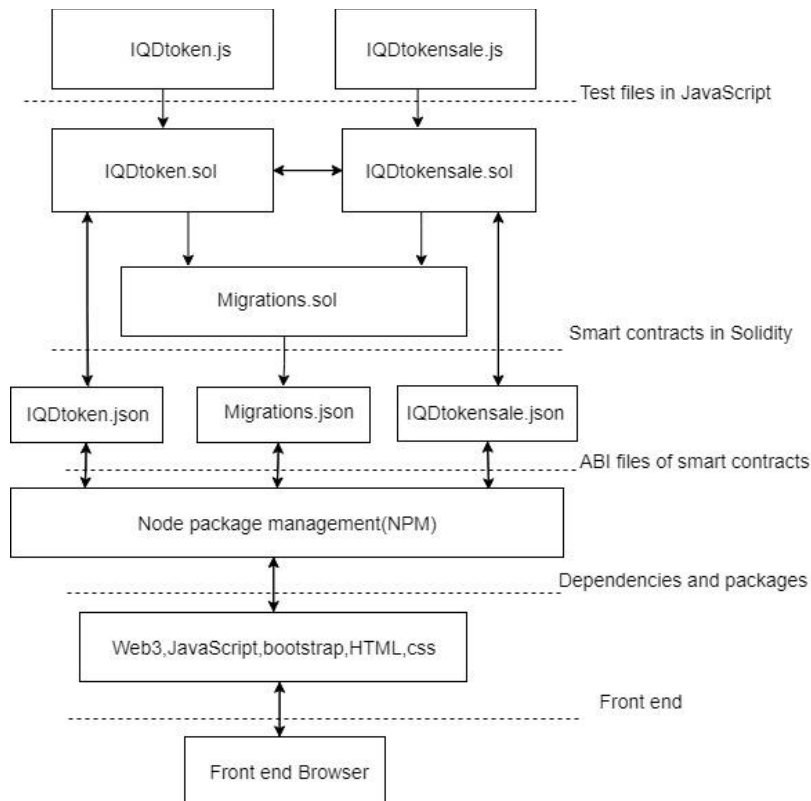 IQDtoken.js
IQDtokensale.js
Test files in JavaScript
IQDtoken.sol
IQDtokensale.sol
Migrations.sol
Smart contracts in Solidity
IQDtoken.json
Migrations.json
IQDtokensale.json
ABI files of smart contracts
Node package management(NPM)
Dependencies and packages
Web3,JavaScript,bootstrap,HTML,css
Front end
Front end Browser